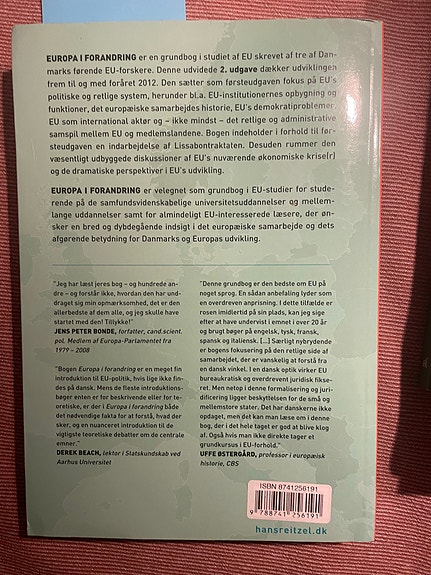 EUROPA I FORANDRING er en grundbog i studiet af EU skrevet af tre af Dan-
marks førende EU-forskere. Denne udvidede 2. udgave dækker udviklingen
frem til og med foråret 2012. Den sætter som førsteudgaven fokus på EU's
politiske og retlige system, herunder bl.a. EU-institutionernes opbygning og
funktioner, det europæiske samarbejdes historie, EU's demokratiproblemer,
EU som international aktør og – ikke mindst – det retlige og administrative
samspil mellem EU og medlemslandene. Bogen indeholder i forhold til før-
steudgaven en indarbejdelse af Lissabontraktaten. Desuden rummer den
væsentligt udbyggede diskussioner af EU's nuværende økonomiske krise(r)
og de dramatiske perspektiver i EU's udvikling.
EUROPA I FORANDRING er velegnet som grundbog i EU-studier for stude-
rende på de samfundsvidenskabelige universitetsuddannelser og mellem-
lange uddannelser samt for almindeligt EU-interesserede læsere, der øn-
sker en bred og dybdegående indsigt i det europæiske samarbejde og dets
afgørende betydning for Danmarks og Europas udvikling.
"Jeg har læst jeres bog – og hundrede an-
dre – og forstår ikke, hvordan den har und-
draget sig min opmærksomhed, det er den
allerbedste af dem alle, og jeg skulle have
startet med den! Tillykke!"
JENS PETER BONDE, forfatter, cand.scient.
pol. Medlem af Europa-Parlamentet fra
1979 – 2008
"Bogen Europa i forandring er en meget fin
introduktion til EU-politik, hvis lige ikke fin-
des på dansk. Mens de fleste introduktions-
bøger enten er for beskrivende eller for te-
oretiske, er der i Europa i forandring både
det nødvendige fakta for at forstå, hvad der
sker, og en nuanceret introduktion til de
vigtigste teoretiske debatter om de centrale
emner."
DEREK BEACH, lektor i Statskundskab ved
Aarhus Universitet
"Denne grundbog er den bedste om EU på
noget sprog. En sådan anbefaling lyder som
en overdreven anprisning. I dette tilfælde er
rosen imidlertid på sin plads, kan jeg sige
efter at have undervist i emnet i over 20 år
og brugt bøger på engelsk, tysk, fransk,
spansk og italiensk. [...] Særligt nybrydende
er bogens fokusering på den retlige side af
samarbejdet, der er vanskelig at forstå fra
en dansk vinkel. I en dansk optik virker EU
bureaukratisk og overdrevent juridisk fikse-
ret. Men netop i denne formalisering og ju-
ridificering ligger beskyttelsen for de små og
mellemstore stater. Det har danskerne ikke
opdaget, men det kan man læse om i denne
bog, der i det hele taget er god at blive klog
af. Også hvis man ikke direkte tager et
grundkursus i EU-forhold."
UFFE ØSTERGÅRD, professor i europæisk
historie, CBS
ISBN 8741256191
9 788741 256191
hansreitzel.dk